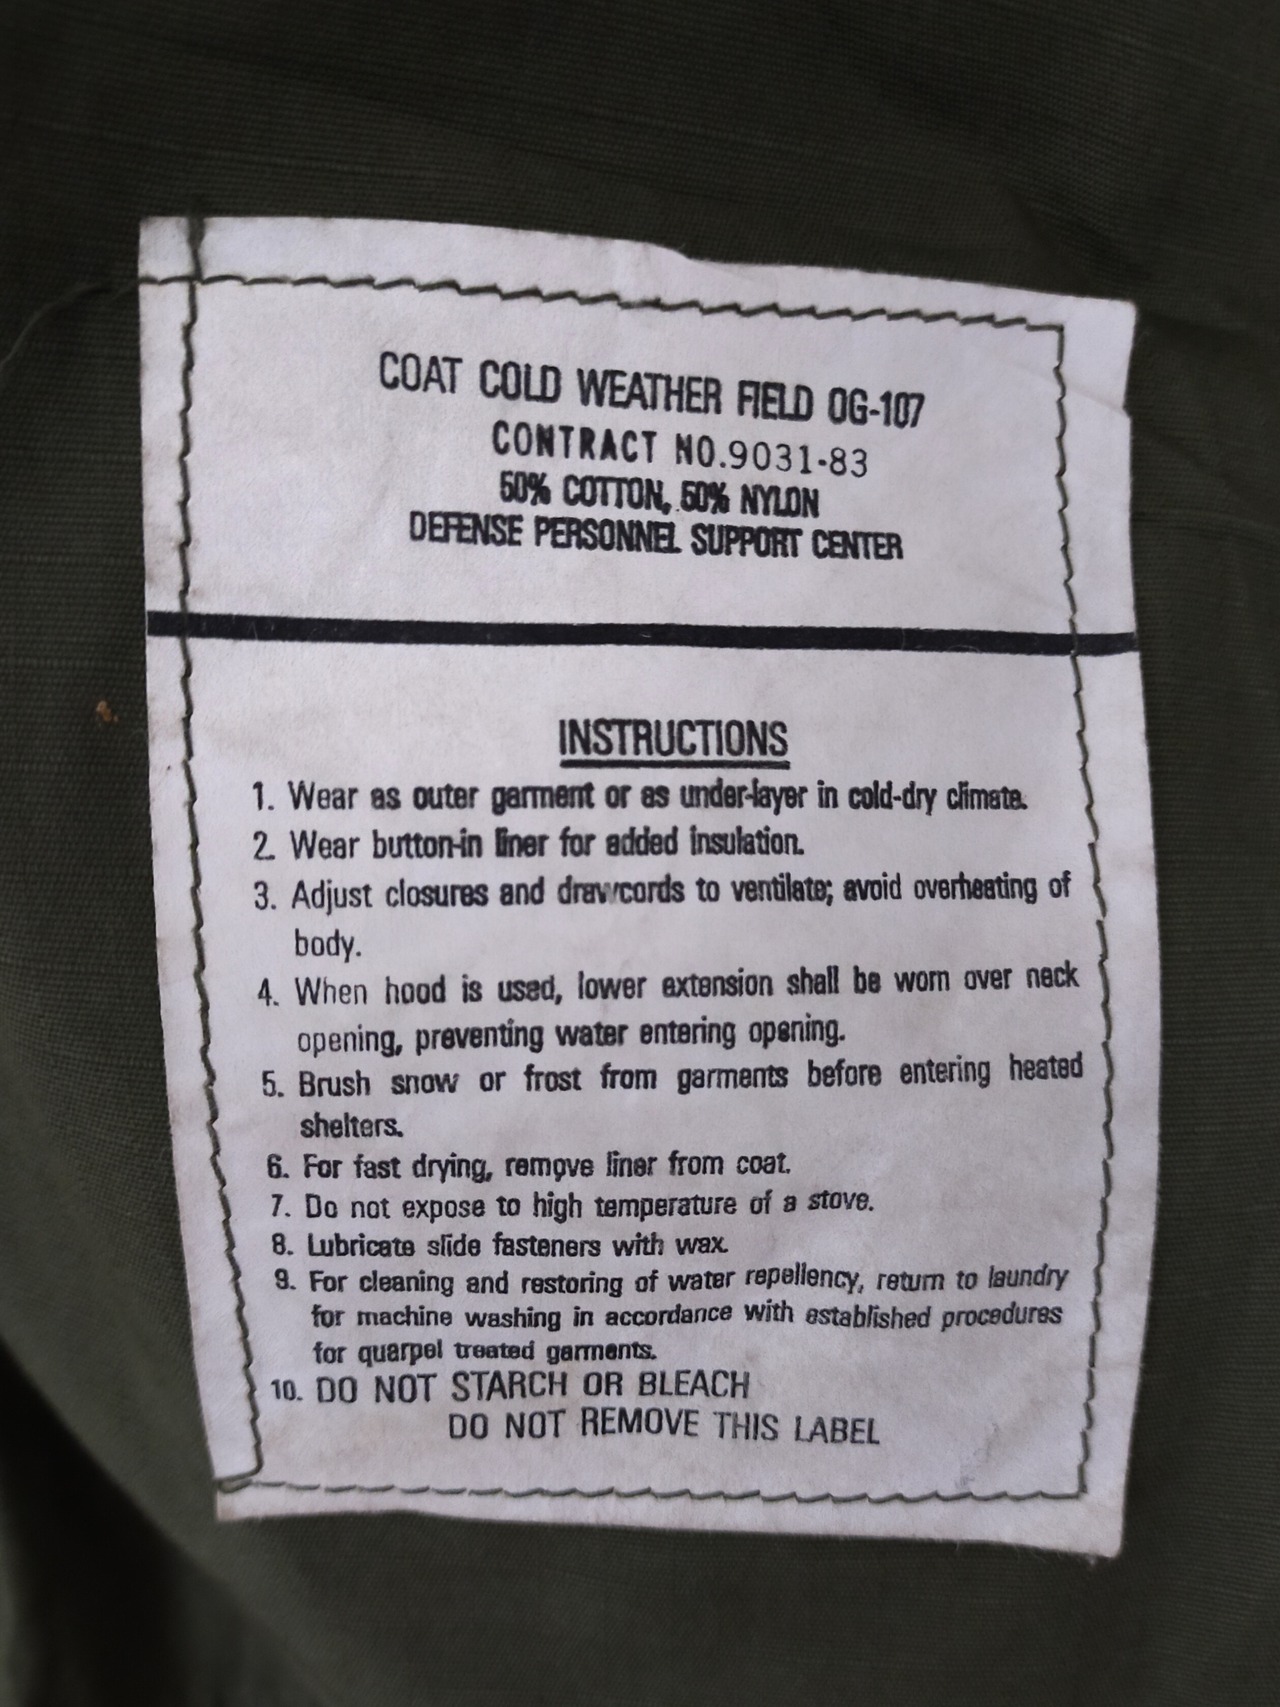 COAT COLD WEATHER FIELD OG-107
CONTRACT NO.9031-83
50% COTTON, 50% NYLON
DEFENSE PERSONNEL SUPPORT CENTER
INSTRUCTIONS
1. Wear as outer garment or as under-layer in cold-dry climate.
2. Wear button-in liner for added insulation.
3. Adjust closures and drawcords to ventilate; avoid overheating of
body.
4. When hood is used, lower extension shall be worn over neck
opening, preventing water entering opening.
5. Brush snow or frost from garments before entering heated
shelters.
6. For fast drying, remove liner from coat.
7. Do not expose to high temperature of a stove.
8. Lubricate slide fasteners with wax.
9. For cleaning and restoring of water repellency, return to laundry
for machine washing in accordance with established procedures
for quarpel treated garments.
10. DO NOT STARCH OR BLEACH
DO NOT REMOVE THIS LABEL